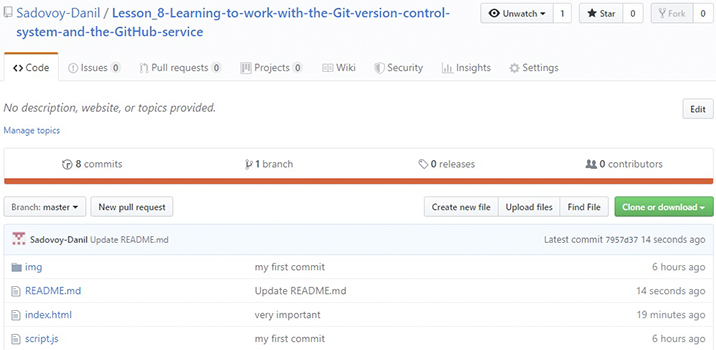 Sadovoy-Danil / Lesson_8-Learning-to-work-with-the-Git-version-control-
system-and-the-GitHub-service
Unwatch 1 Star 0 Fork 0
Code Issues 0 Pull requests 0 Projects 0 Wiki Security Insights Settings
No description, website, or topics provided. Edit
Manage topics
8 commits 1 branch 0 releases 0 contributors
Branch: master New pull request Create new file Upload files Find File Clone or download
Sadovoy-Danil Update README.md Latest commit 7957d37 14 seconds ago
img my first commit 6 hours ago
README.md Update README.md 14 seconds ago
index.html very important 19 minutes ago
script.js my first commit 6 hours ago